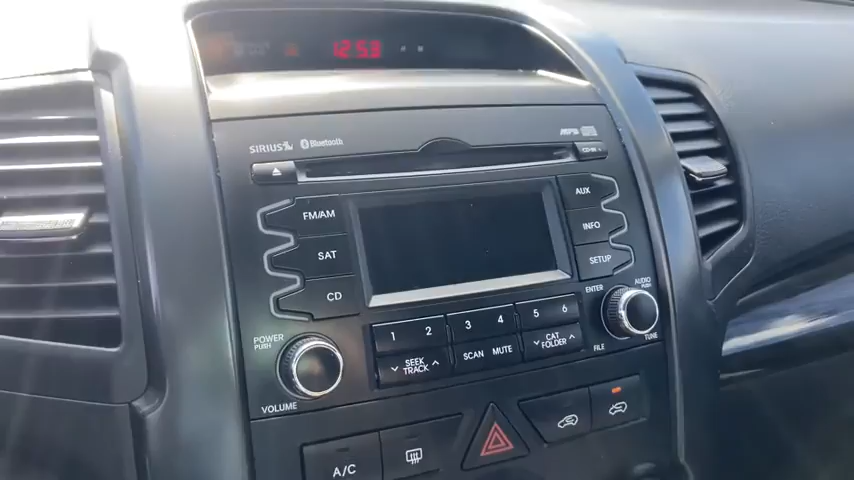 12:53
SIRIUS Bluetooth MP3
CD-IN
FM/AM AUX
SAT INFO
CD SETUP
ENTER AUDIO
PUSH
POWER
PUSH
1 2 3 4 5 6
SEEK
TRACK SCAN MUTE CAT
FOLDER FILE TUNE
VOLUME
A/C